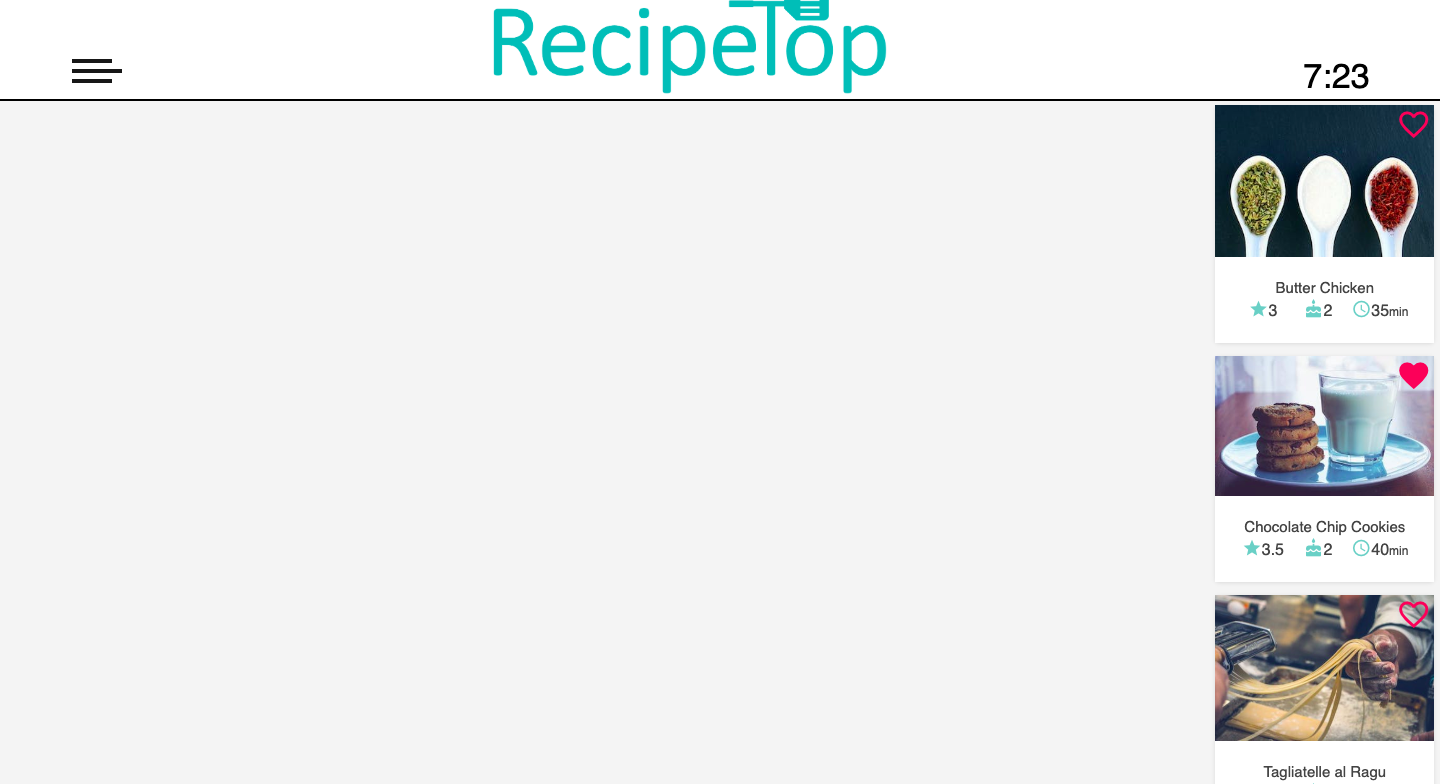 RecipeTop
7:23
Butter Chicken
3 2 35min
Chocolate Chip Cookies
3.5 2 40min
Tagliatelle al Ragu